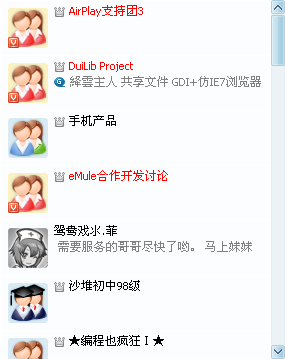 AirPlay支持团3
DuiLib Project
绛雲主人 共享文件 GDI+仿IE7浏览器
手机产品
eMule合作开发讨论
鸳鸯戏水.菲
需要服务的哥哥尽快了哟。 马上妹妹
沙堆初中98级
★编程也疯狂Ⅰ★